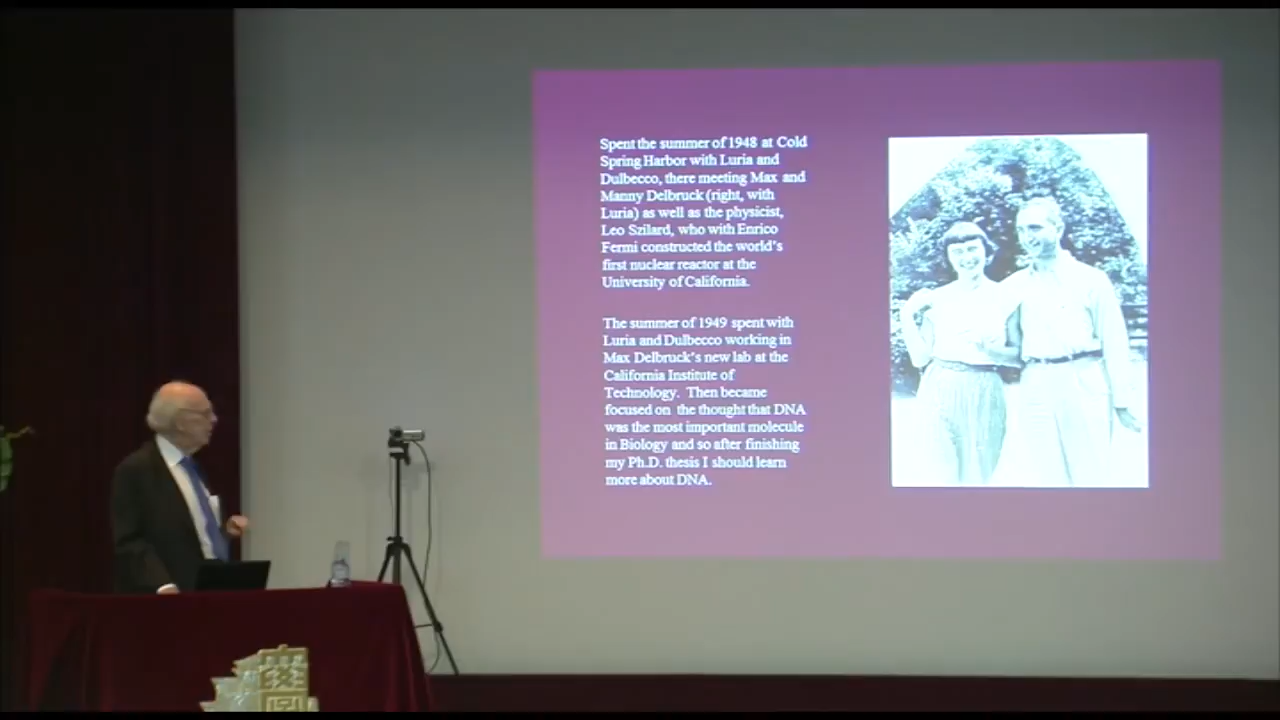 Spent the summer of 1948 at Cold
Spring Harbor with Luria and
Dulbecco, there meeting Max and
Manny Delbruck (right, with
Luria) as well as the physicist,
Leo Szilard, who with Enrico
Fermi constructed the world's
first nuclear reactor at the
University of California.
The summer of 1949 spent with
Luria and Dulbecco working in
Max Delbruck's new lab at the
California Institute of
Technology. Then became
focused on the thought that DNA
was the most important molecule
in Biology and so after finishing
my Ph.D. thesis I should learn
more about DNA.